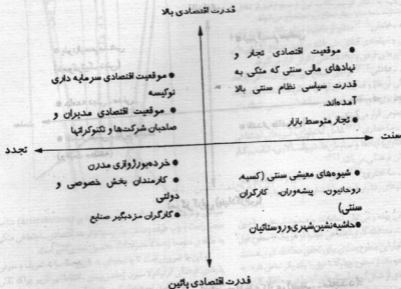 قدرت اقتصادی بالا
● موقعیت اقتصادی تجار و
نهادهای مالی سنتی که متکی به
قدرت سیاسی نظام سنتی بالا
آمده‌اند.
● تجار متوسط بازار
● موقعیت اقتصادی سرمایه داری
نوکیسه
● موقعیت اقتصادی مدیران و
صاحبان شرکت‌ها و تکنوکراتها
سنت
تجدد
● شیوه‌های معیشتی سنتی (کسبه،
روحانیون، پیشه‌وران، کارگران
سنتی)
● حاشیه‌نشین‌شهری‌وروستائیان
● خرده‌بورژوازی مدرن
● کارمندان بخش خصوصی و
دولتی
● کارگران مزدبگیر صنایع
قدرت اقتصادی پائین